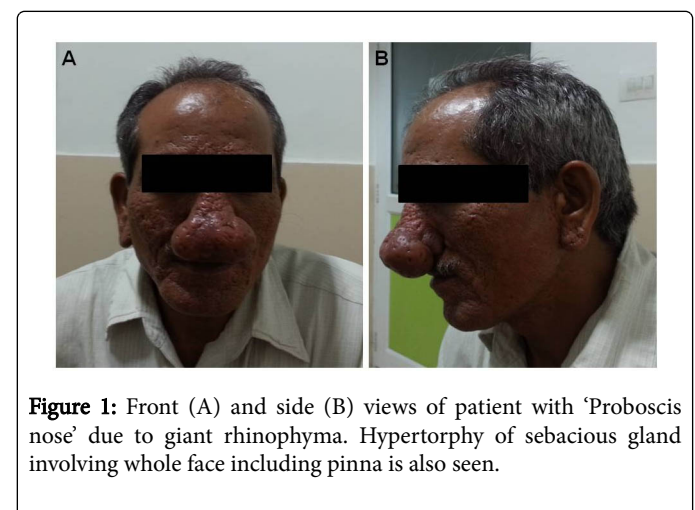 A
B
Figure 1: Front (A) and side (B) views of patient with ‘Proboscis
nose’ due to giant rhinophyma. Hypertorphy of sebacious gland
involving whole face including pinna is also seen.